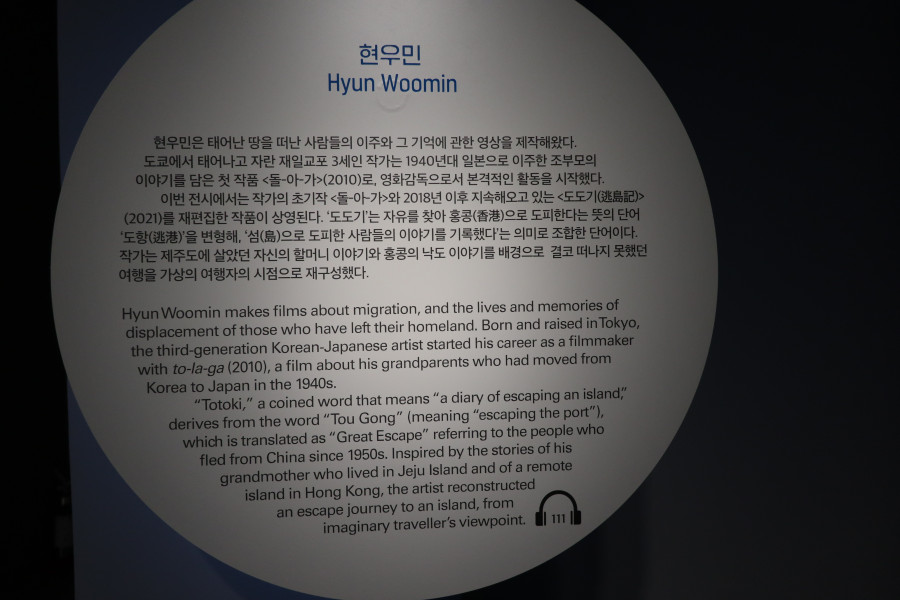 현우민
Hyun Woomin
현우민은 태어난 땅을 떠난 사람들의 이주와 그 기억에 관한 영상을 제작해왔다.
도쿄에서 태어나고 자란 재일교포 3세인 작가는 1940년대 일본으로 이주한 조부모의
이야기를 담은 첫 작품 <돌-아-가>(2010)로, 영화감독으로서 본격적인 활동을 시작했다.
이번 전시에서는 작가의 초기작 <돌-아-가>와 2018년 이후 지속해오고 있는 <도도기(逃島記)>
(2021)를 재편집한 작품이 상영된다. ‘도도기’는 자유를 찾아 홍콩(香港)으로 도피한다는 뜻의 단어
‘도항(逃港)’을 변형해, ‘섬(島)으로 도피한 사람들의 이야기를 기록했다’는 의미로 조합한 단어이다.
작가는 제주도에 살았던 자신의 할머니 이야기와 홍콩의 낙도 이야기를 배경으로 결코 떠나지 못했던
여행을 가상의 여행자의 시점으로 재구성했다.
Hyun Woomin makes films about migration, and the lives and memories of
displacement of those who have left their homeland. Born and raised in Tokyo,
the third-generation Korean-Japanese artist started his career as a filmmaker
with to-la-ga (2010), a film about his grandparents who had moved from
Korea to Japan in the 1940s.
“Totoki,” a coined word that means “a diary of escaping an island,”
derives from the word “Tou Gong” (meaning “escaping the port”),
which is translated as “Great Escape” referring to the people who
fled from China since 1950s. Inspired by the stories of his
grandmother who lived in Jeju Island and of a remote
island in Hong Kong, the artist reconstructed
an escape journey to an island, from
imaginary traveller’s viewpoint.
111